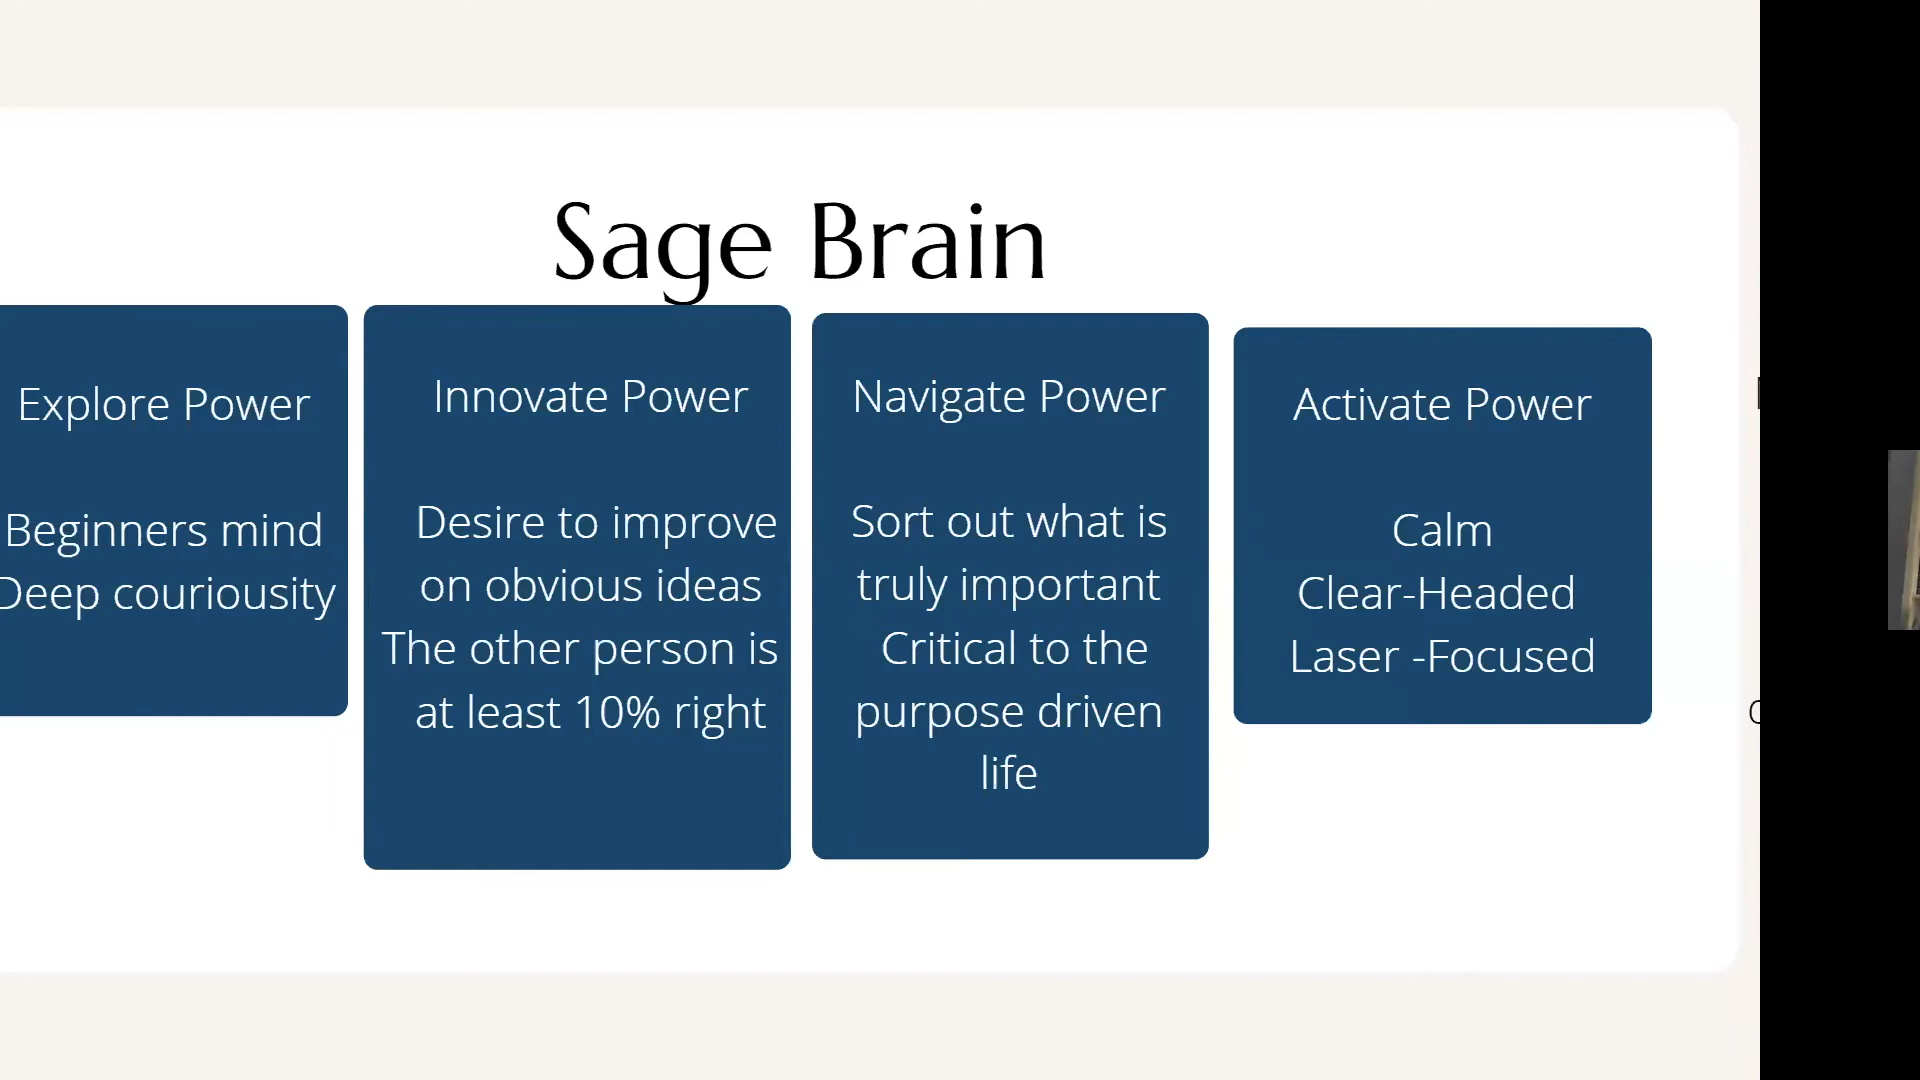 Sage Brain
Explore Power
Beginners mind
Deep couriousity
Innovate Power
Desire to improve
on obvious ideas
The other person is
at least 10% right
Navigate Power
Sort out what is
truly important
Critical to the
purpose driven
life
Activate Power
Calm
Clear-Headed
Laser -Focused